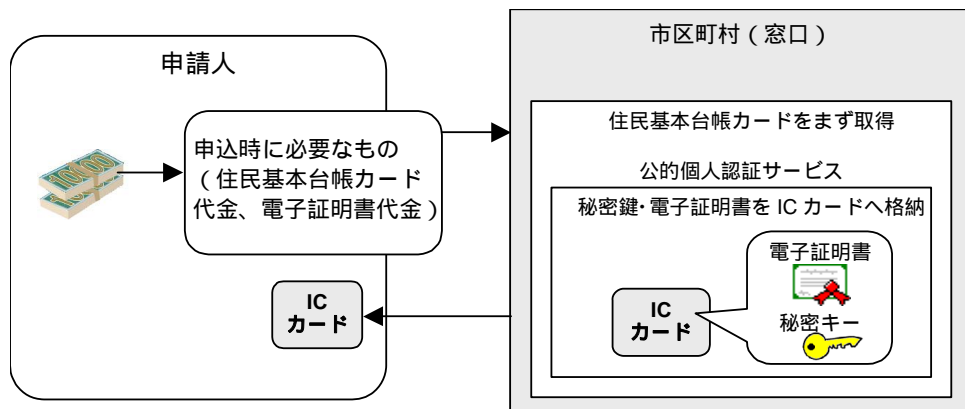 申請人
申込時に必要なもの
（住民基本台帳カード
代金、電子証明書代金）
IC
カード
市区町村（窓口）
住民基本台帳カードをまず取得
公的個人認証サービス
秘密鍵・電子証明書を IC カードへ格納
電子証明書
秘密キー
IC
カード